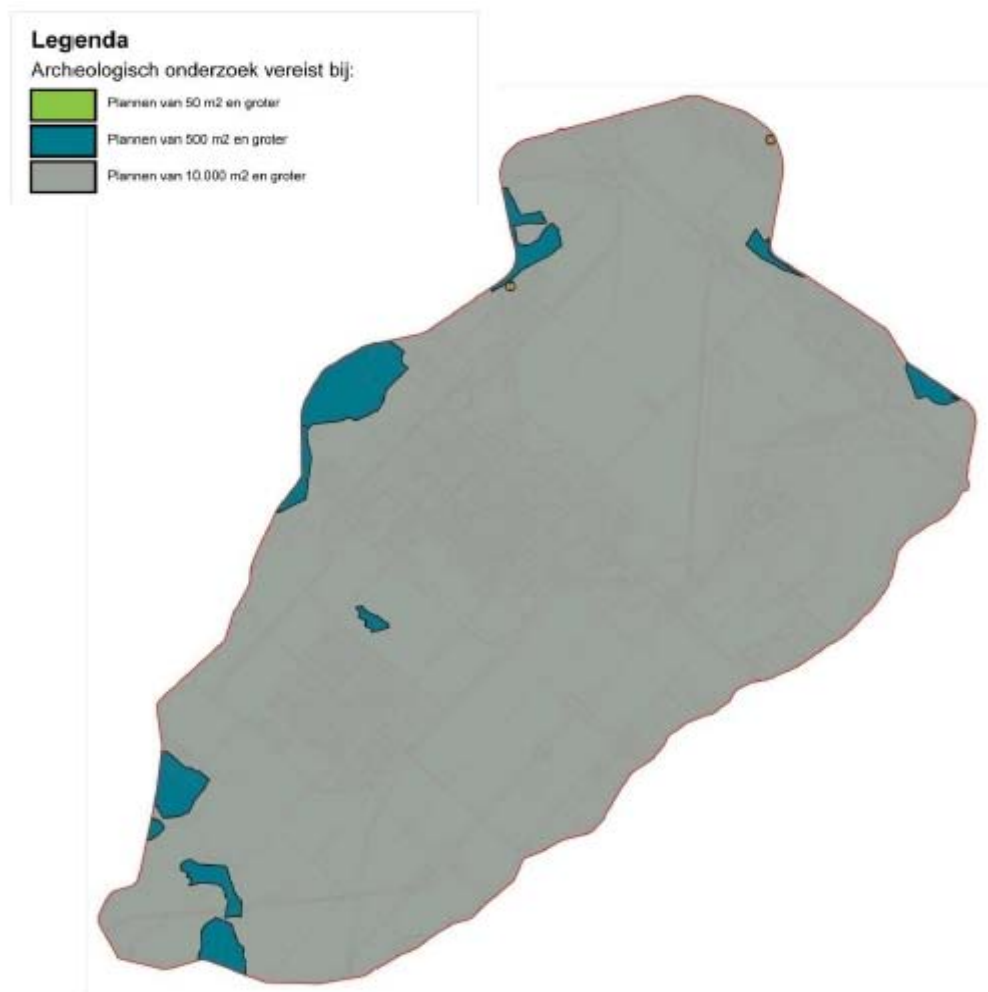 Legenda
Archeologisch onderzoek vereist bij:
Plannen van 50 m2 en groter
Plannen van 500 m2 en groter
Plannen van 10.000 m2 en groter